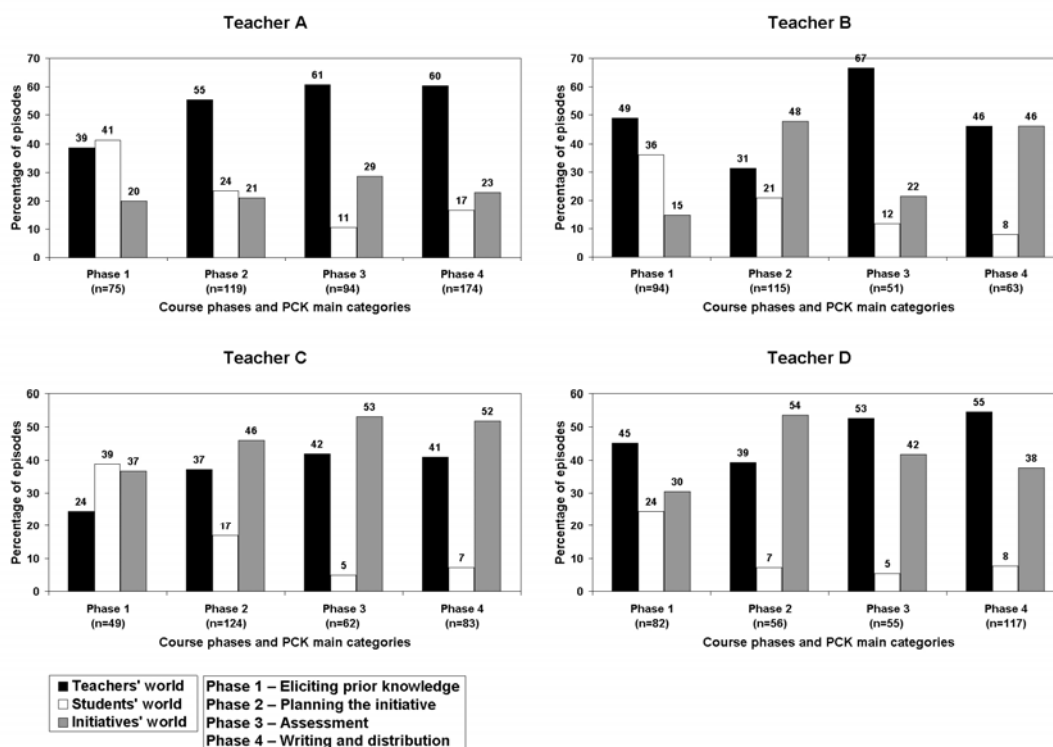 Teacher A
Percentage of episodes
70
60
50
40
30
20
10
0
39
41
20
55
24
21
61
11
29
60
17
23
Phase 1 Phase 2 Phase 3 Phase 4
(n=75) (n=119) (n=94) (n=174)
Course phases and PCK main categories
Teacher B
Percentage of episodes
70
60
50
40
30
20
10
0
49
36
15
31
21
48
67
12
22
46
8
46
Phase 1 Phase 2 Phase 3 Phase 4
(n=94) (n=115) (n=51) (n=63)
Course phases and PCK main categories
Teacher C
Percentage of episodes
60
50
40
30
20
10
0
24
39
37
37
17
46
42
5
53
41
7
52
Phase 1 Phase 2 Phase 3 Phase 4
(n=49) (n=124) (n=62) (n=83)
Course phases and PCK main categories
Teacher D
Percentage of episodes
60
50
40
30
20
10
0
45
24
30
39
7
54
53
5
42
55
8
38
Phase 1 Phase 2 Phase 3 Phase 4
(n=82) (n=56) (n=55) (n=117)
Course phases and PCK main categories
Teachers' world
Students' world
Initiatives' world
Phase 1 – Eliciting prior knowledge
Phase 2 – Planning the initiative
Phase 3 – Assessment
Phase 4 – Writing and distribution